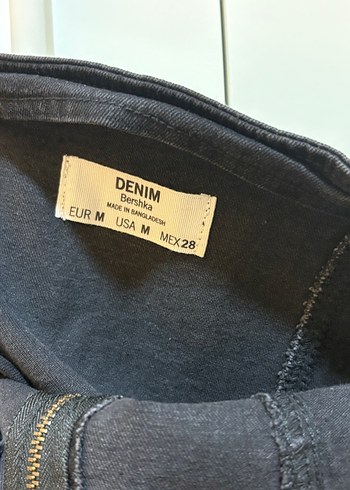 DENIM
Bershka
MADE IN BANGLADESH
EUR M USA M MEX 28